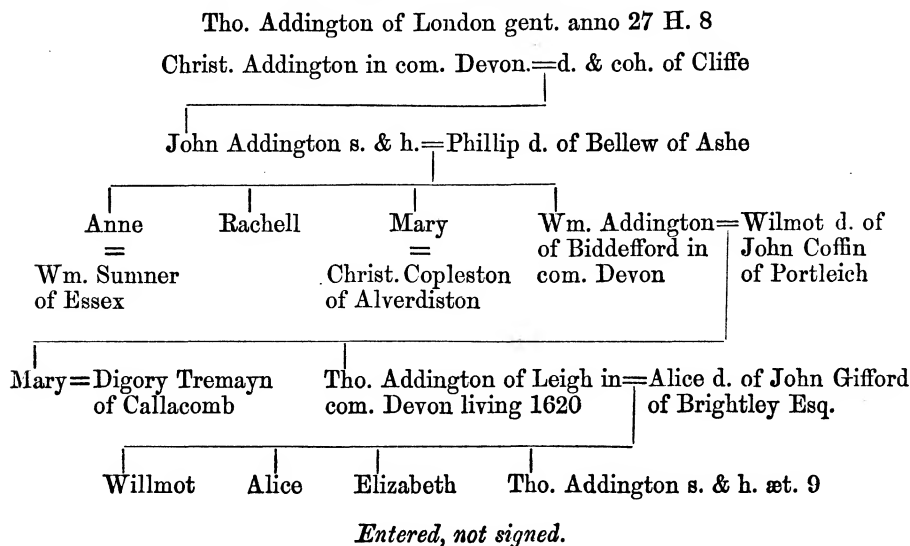 Tho. Addington of London gent. anno 27 H. 8
Christ. Addington in com. Devon.=d. & coh. of Cliffe
John Addington s. & h.=Phillip d. of Bellew of Ashe
Anne
=
Wm. Sumner
of Essex
Rachell
Mary
=
Christ. Copleston
of Alverdiston
Wm. Addington=Wilmot d. of
of Biddefford in John Coffin
com. Devon of Portleich
Mary=Digory Tremayn
of Callacomb
Tho. Addington of Leigh in=Alice d. of John Gifford
com. Devon living 1620 of Brightley Esq.
Willmot Alice Elizabeth Tho. Addington s. & h. æt. 9
Entered, not signed.